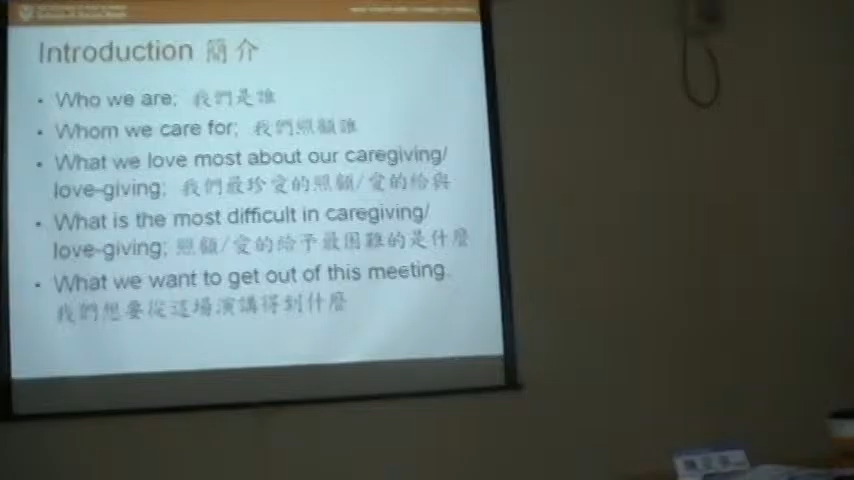 Introduction 簡介
• Who we are; 我們是誰
• Whom we care for; 我們照顧誰
• What we love most about our caregiving/
love-giving; 我們最珍愛的照顧/愛的給與
• What is the most difficult in caregiving/
love-giving; 照顧/愛的給予最困難的是什麼
• What we want to get out of this meeting.
我們想要從這場演講得到什麼